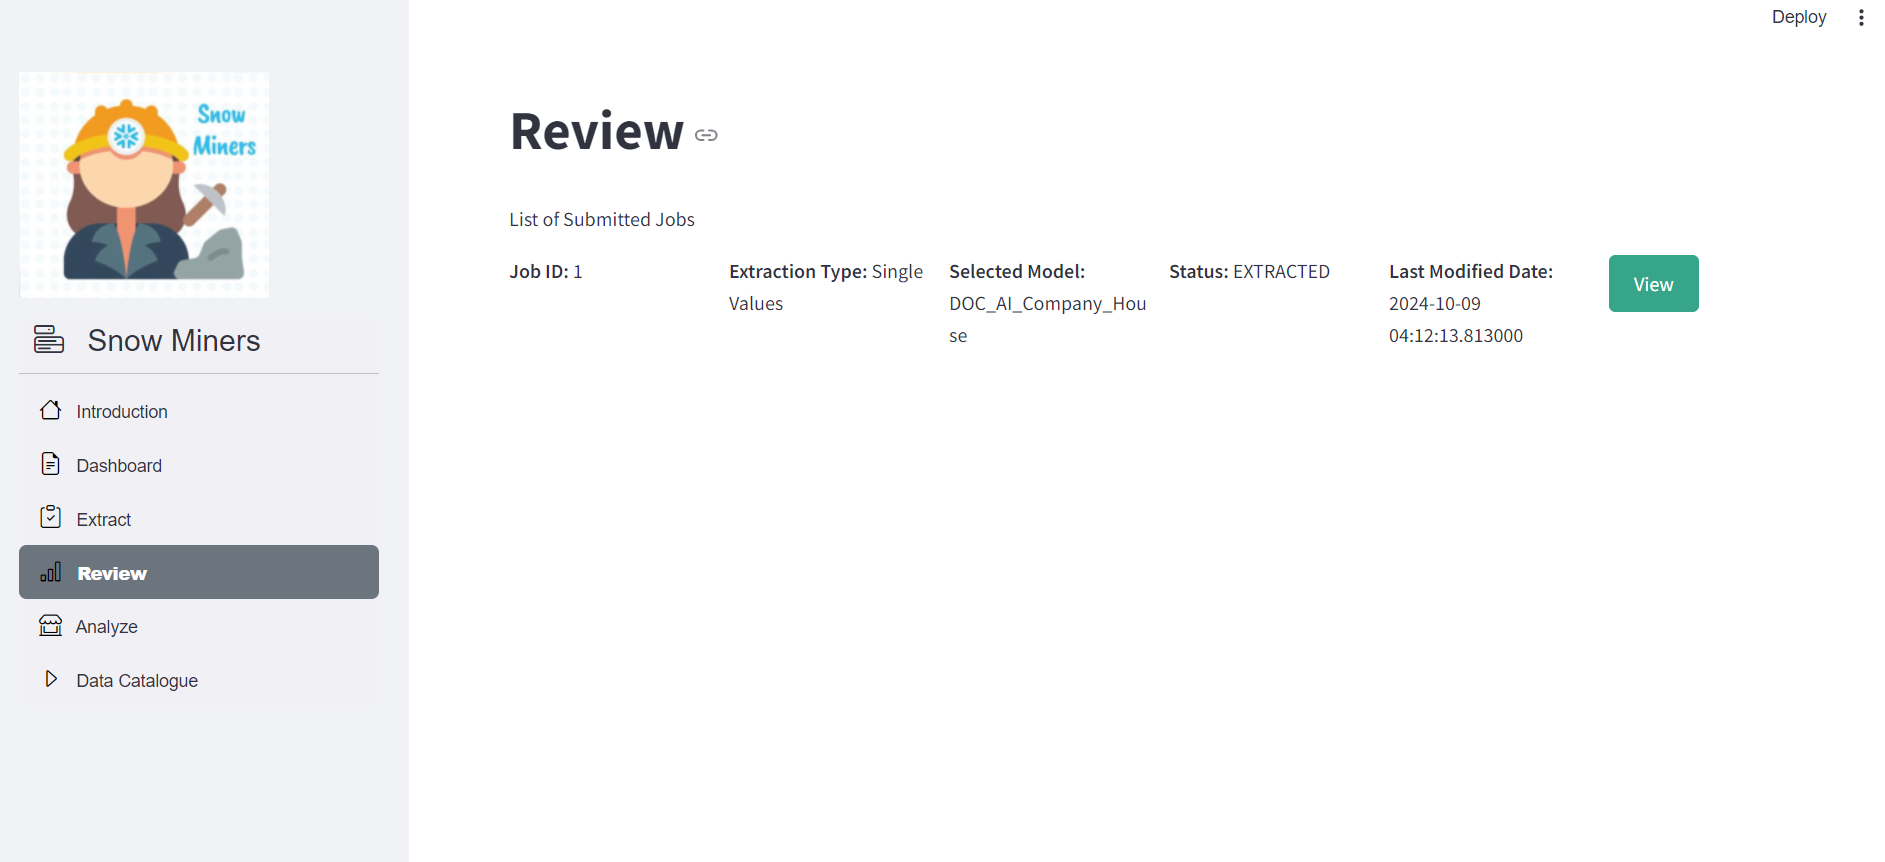 Deploy
Snow
Miners
Snow Miners
Introduction
Dashboard
Extract
Review
Analyze
Data Catalogue
Review
List of Submitted Jobs
Job ID: 1
Extraction Type: Single
Values
Selected Model:
DOC_AI_Company_Hou
se
Status: EXTRACTED
Last Modified Date:
2024-10-09
04:12:13.813000
View